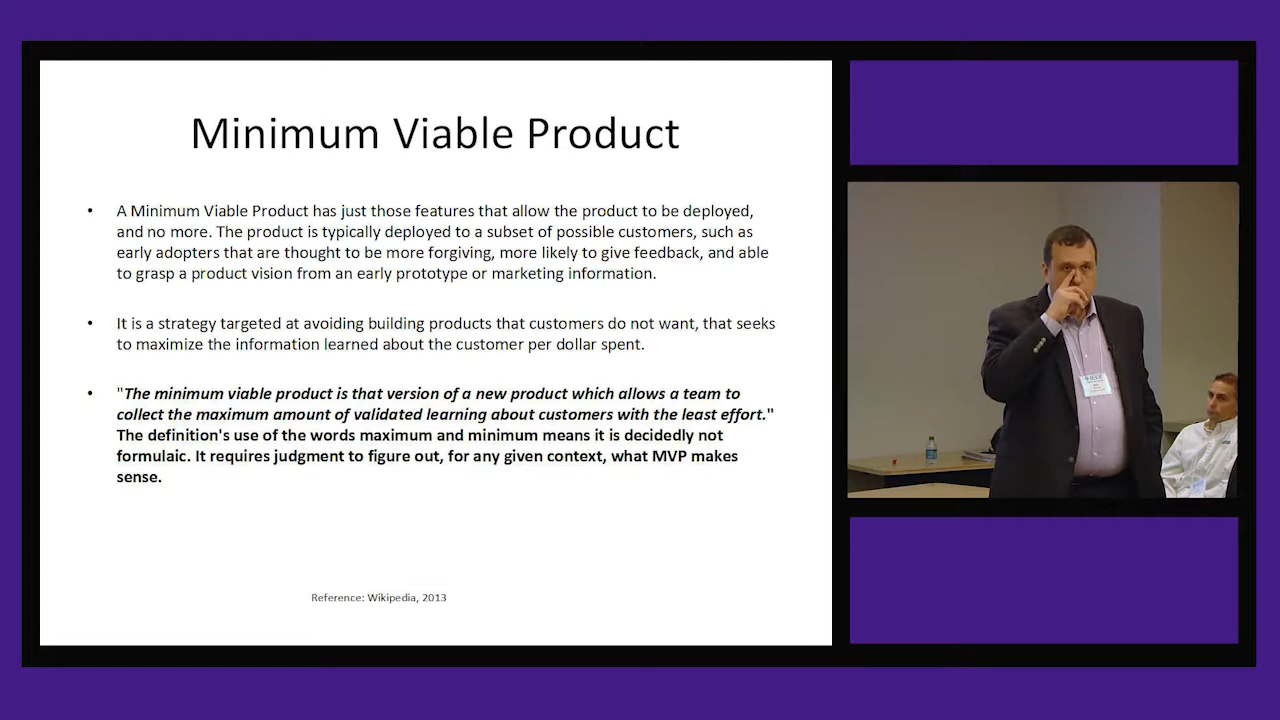 Minimum Viable Product
• A Minimum Viable Product has just those features that allow the product to be deployed,
and no more. The product is typically deployed to a subset of possible customers, such as
early adopters that are thought to be more forgiving, more likely to give feedback, and able
to grasp a product vision from an early prototype or marketing information.
• It is a strategy targeted at avoiding building products that customers do not want, that seeks
to maximize the information learned about the customer per dollar spent.
• "The minimum viable product is that version of a new product which allows a team to
collect the maximum amount of validated learning about customers with the least effort."
The definition's use of the words maximum and minimum means it is decidedly not
formulaic. It requires judgment to figure out, for any given context, what MVP makes
sense.
Reference: Wikipedia, 2013